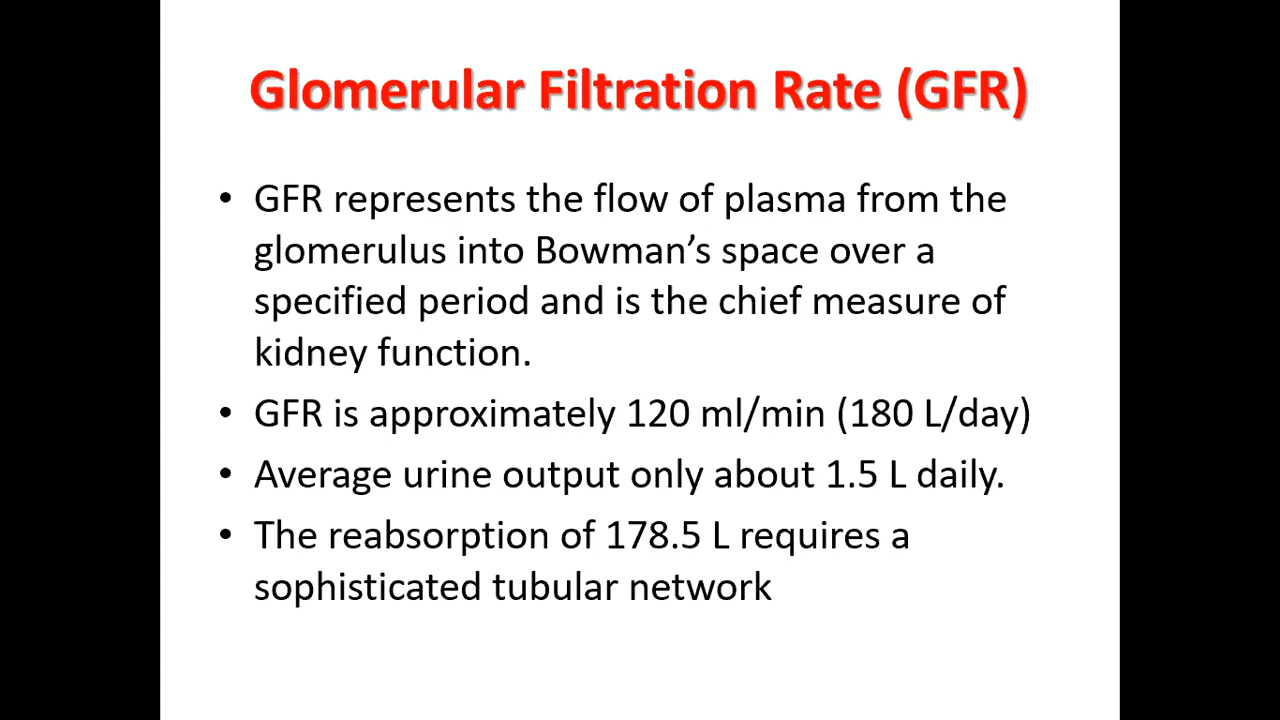 Glomerular Filtration Rate (GFR)
• GFR represents the flow of plasma from the
glomerulus into Bowman’s space over a
specified period and is the chief measure of
kidney function.
• GFR is approximately 120 ml/min (180 L/day)
• Average urine output only about 1.5 L daily.
• The reabsorption of 178.5 L requires a
sophisticated tubular network